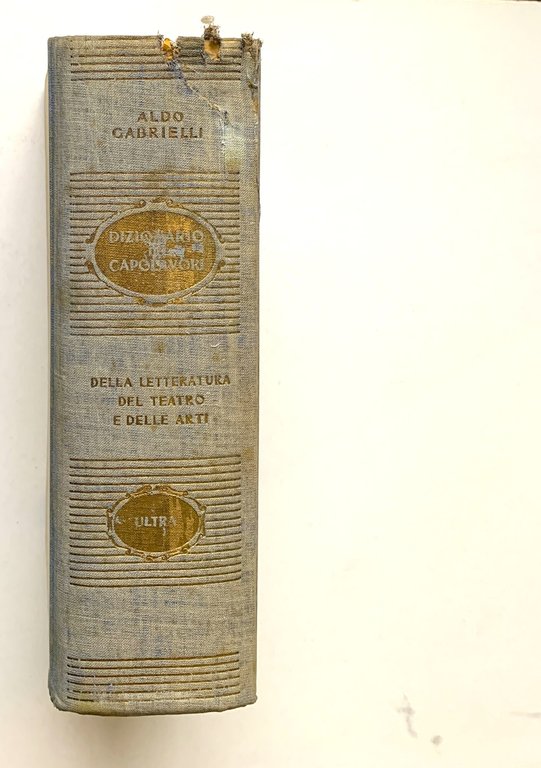 ALDO
GABRIELLI
DIZIONARIO
DEI
CAPOLAVORI
DELLA LETTERATURA
DEL TEATRO
E DELLE ARTI
ULTRA